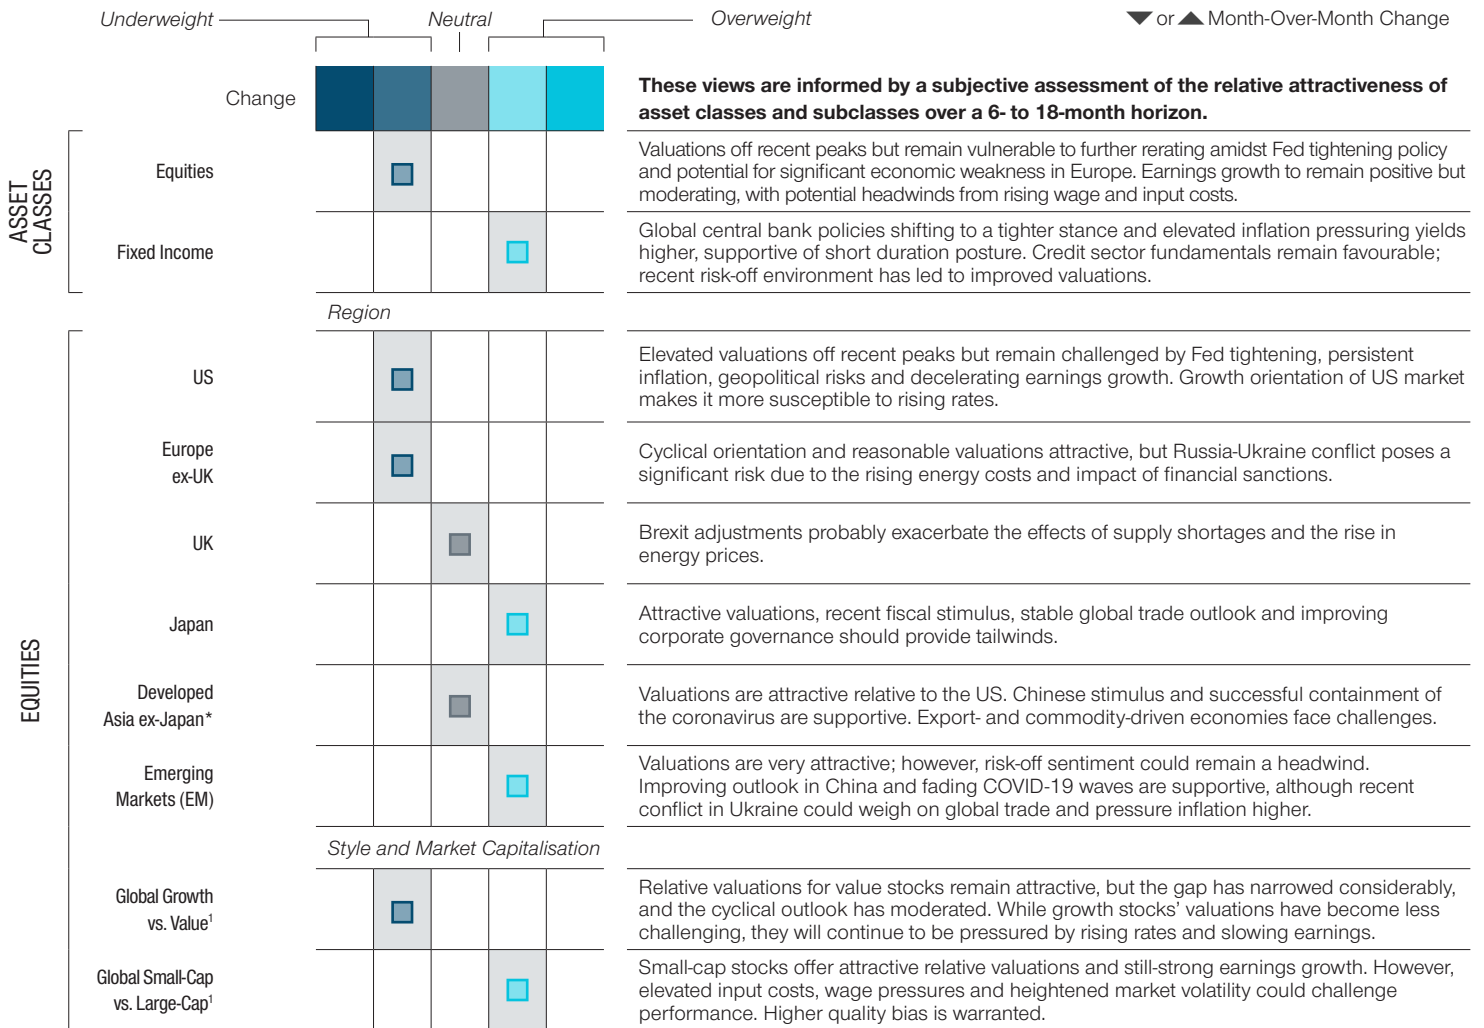 Underweight
Neutral
Overweight
▼ or ▲ Month-Over-Month Change
Change
These views are informed by a subjective assessment of the relative attractiveness of
asset classes and subclasses over a 6- to 18-month horizon.
ASSET
CLASSES
Equities
Valuations off recent peaks but remain vulnerable to further rerating amidst Fed tightening policy
and potential for significant economic weakness in Europe. Earnings growth to remain positive but
moderating, with potential headwinds from rising wage and input costs.
Fixed Income
Global central bank policies shifting to a tighter stance and elevated inflation pressuring yields
higher, supportive of short duration posture. Credit sector fundamentals remain favourable;
recent risk-off environment has led to improved valuations.
Region
EQUITIES
US
Elevated valuations off recent peaks but remain challenged by Fed tightening, persistent
inflation, geopolitical risks and decelerating earnings growth. Growth orientation of US market
makes it more susceptible to rising rates.
Europe
ex-UK
Cyclical orientation and reasonable valuations attractive, but Russia-Ukraine conflict poses a
significant risk due to the rising energy costs and impact of financial sanctions.
UK
Brexit adjustments probably exacerbate the effects of supply shortages and the rise in
energy prices.
Japan
Attractive valuations, recent fiscal stimulus, stable global trade outlook and improving
corporate governance should provide tailwinds.
Developed
Asia ex-Japan*
Valuations are attractive relative to the US. Chinese stimulus and successful containment of
the coronavirus are supportive. Export- and commodity-driven economies face challenges.
Emerging
Markets (EM)
Valuations are very attractive; however, risk-off sentiment could remain a headwind.
Improving outlook in China and fading COVID-19 waves are supportive, although recent
conflict in Ukraine could weigh on global trade and pressure inflation higher.
Style and Market Capitalisation
Global Growth
vs. Value¹
Relative valuations for value stocks remain attractive, but the gap has narrowed considerably,
and the cyclical outlook has moderated. While growth stocks’ valuations have become less
challenging, they will continue to be pressured by rising rates and slowing earnings.
Global Small-Cap
vs. Large-Cap¹
Small-cap stocks offer attractive relative valuations and still-strong earnings growth. However,
elevated input costs, wage pressures and heightened market volatility could challenge
performance. Higher quality bias is warranted.